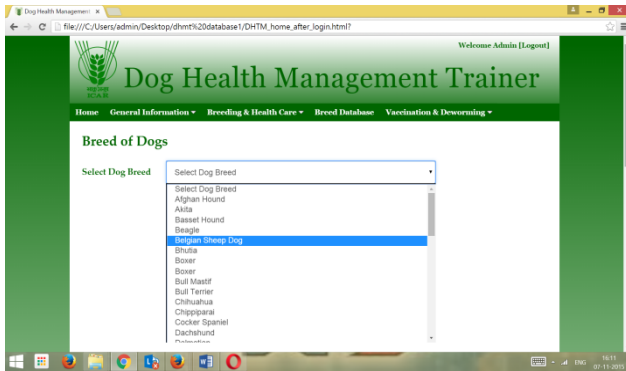 Dog Health Management ×
file:///C:/Users/admin/Desktop/dhmt%20database1/DHTM_home_after_login.html?
Welcome Admin [Logout]
Dog Health Management Trainer
Home General Information ▾ Breeding & Health Care ▾ Breed Database Vaccination & Deworming ▾
Breed of Dogs
Select Dog Breed Select Dog Breed
Select Dog Breed
Afghan Hound
Akita
Basset Hound
Beagle
Belgian Sheep Dog
Bhutia
Boxer
Boxer
Bull Mastif
Bull Terrier
Chihuahua
Chippiparai
Cocker Spaniel
Dachshund
Dalmation
ENG 16:11
07-11-2015